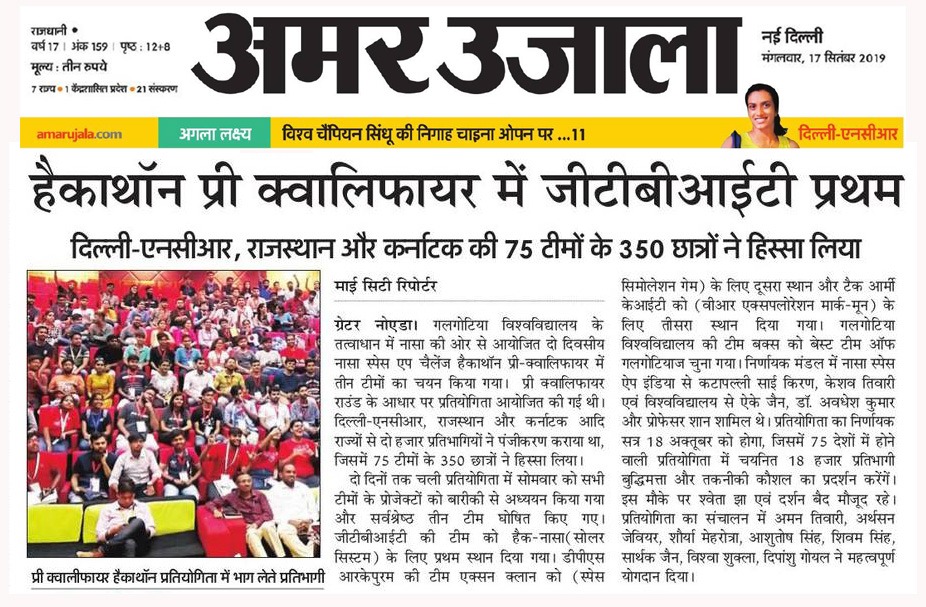 राजधानी •
वर्ष 17 | अंक 159 | पृष्ठ : 12+8
मूल्य : तीन रुपये
7 राज्य • 1 केंद्रशासित प्रदेश • 21 संस्करण
अमर उजाला
नई दिल्ली
मंगलवार, 17 सितंबर 2019
amarujala.com
अगला लक्ष्य
विश्व चैंपियन सिंधू की निगाह चाइना ओपन पर ...11
दिल्ली-एनसीआर
हैकाथॉन प्री क्वालिफायर में जीटीबीआईटी प्रथम
दिल्ली-एनसीआर, राजस्थान और कर्नाटक की 75 टीमों के 350 छात्रों ने हिस्सा लिया
प्री क्वालीफायर हैकाथॉन प्रतियोगिता में भाग लेते प्रतिभागी
माई सिटी रिपोर्टर
ग्रेटर नोएडा। गलगोटिया विश्वविद्यालय के
तत्वाधान में नासा की ओर से आयोजित दो दिवसीय
नासा स्पेस एप चैलेंज हैकाथॉन प्री-क्वालिफायर में
तीन टीमों का चयन किया गया। प्री क्वालिफायर
राउंड के आधार पर प्रतियोगिता आयोजित की गई थी।
दिल्ली-एनसीआर, राजस्थान और कर्नाटक आदि
राज्यों से दो हजार प्रतिभागियों ने पंजीकरण कराया था,
जिसमें 75 टीमों के 350 छात्रों ने हिस्सा लिया।
दो दिनों तक चली प्रतियोगिता में सोमवार को सभी
टीमों के प्रोजेक्टों को बारीकी से अध्ययन किया गया
और सर्वश्रेष्ठ तीन टीम घोषित किए गए।
जीटीबीआईटी की टीम को हैक-नासा(सोलर
सिस्टम) के लिए प्रथम स्थान दिया गया। डीपीएस
आरकेपुरम की टीम एक्सन क्लान को (स्पेस
सिमोलेशन गेम) के लिए दूसरा स्थान और टैक आर्मी
केआईटी को (वीआर एक्सपलोरेशन मार्क-मून) के
लिए तीसरा स्थान दिया गया। गलगोटिया
विश्वविद्यालय की टीम बक्स को बेस्ट टीम ऑफ
गलगोटियाज चुना गया। निर्णायक मंडल में नासा स्पेस
ऐप इंडिया से कटापल्ली साई किरण, केशव तिवारी
एवं विश्वविद्यालय से ऐके जैन, डॉ. अवधेश कुमार
और प्रोफेसर शान शामिल थे। प्रतियोगिता का निर्णायक
सत्र 18 अक्तूबर को होगा, जिसमें 75 देशों में होने
वाली प्रतियोगिता में चयनित 18 हजार प्रतिभागी
बुद्धिमत्ता और तकनीकी कौशल का प्रदर्शन करेंगें।
इस मौके पर श्वेता झा एवं दर्शन बैद मौजूद रहे।
प्रतियोगिता का संचालन में अमन तिवारी, अर्थसन
जेवियर, शौर्या मेहरोत्रा, आशुतोष सिंह, शिवम सिंह,
सार्थक जैन, विश्वा शुक्ला, दिपांशु गोयल ने महत्वपूर्ण
योगदान दिया।